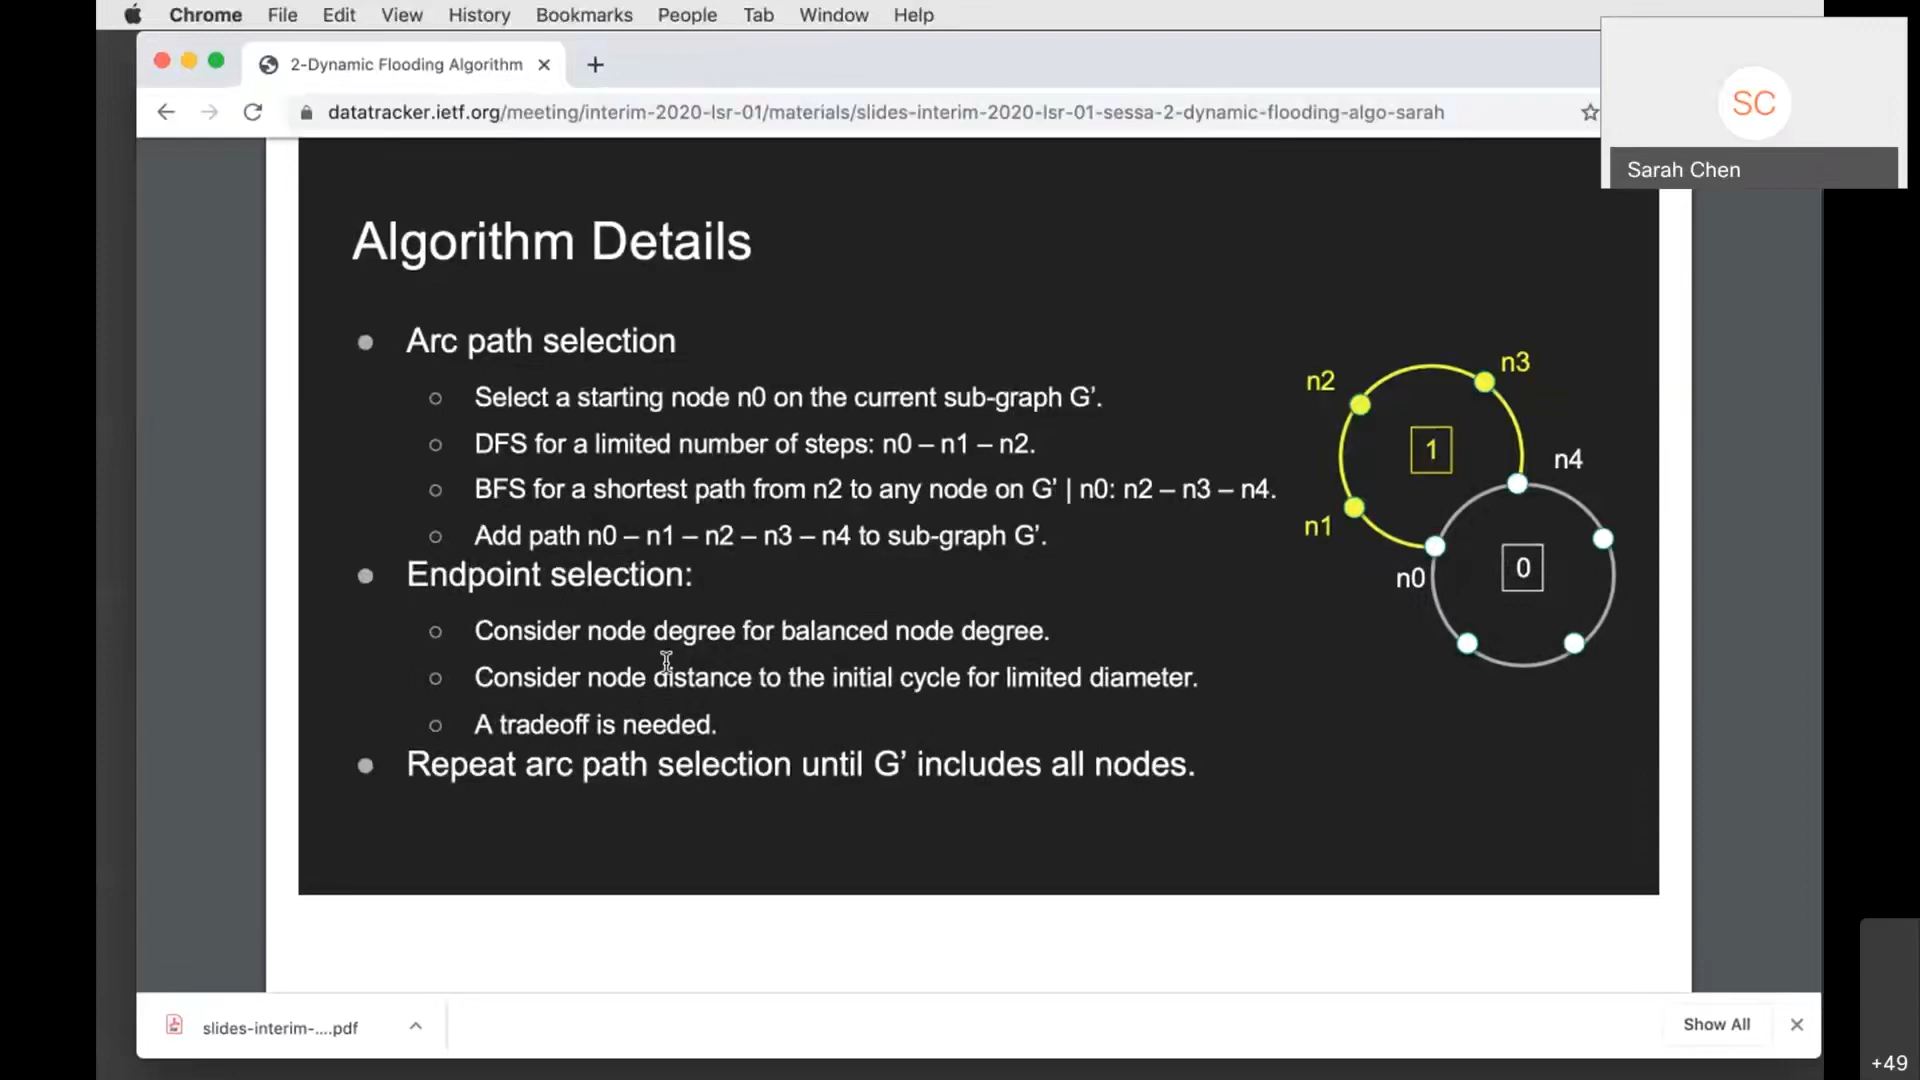 Chrome File Edit View History Bookmarks People Tab Window Help
2-Dynamic Flooding Algorithm
datatracker.ietf.org/meeting/interim-2020-lsr-01/materials/slides-interim-2020-lsr-01-sessa-2-dynamic-flooding-algo-sarah
SC
Sarah Chen
Algorithm Details
Arc path selection
Select a starting node n0 on the current sub-graph G’.
DFS for a limited number of steps: n0 – n1 – n2.
BFS for a shortest path from n2 to any node on G’ | n0: n2 – n3 – n4.
Add path n0 – n1 – n2 – n3 – n4 to sub-graph G’.
Endpoint selection:
Consider node degree for balanced node degree.
Consider node distance to the initial cycle for limited diameter.
A tradeoff is needed.
Repeat arc path selection until G’ includes all nodes.
n3
n2
1
n4
n1
0
n0
slides-interim-....pdf
Show All
+49